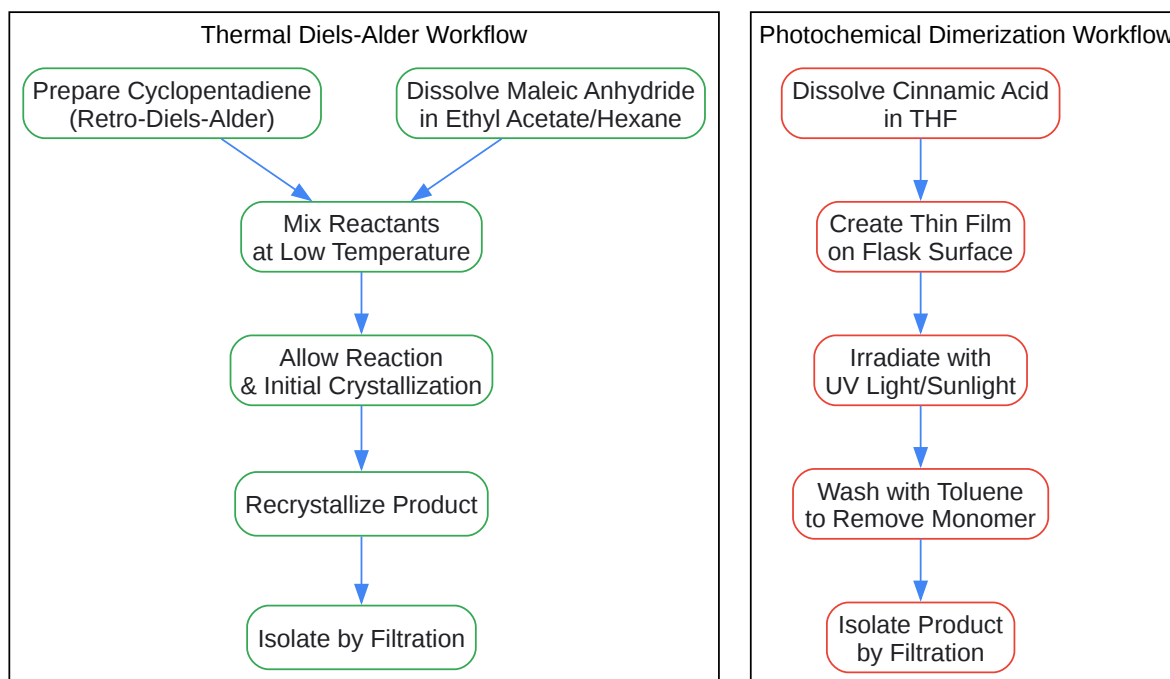 Thermal Diels-Alder Workflow
Prepare Cyclopentadiene
(Retro-Diels-Alder)
Dissolve Maleic Anhydride
in Ethyl Acetate/Hexane
Mix Reactants
at Low Temperature
Allow Reaction
& Initial Crystallization
Recrystallize Product
Isolate by Filtration
Photochemical Dimerization Workflow
Dissolve Cinnamic Acid
in THF
Create Thin Film
on Flask Surface
Irradiate with
UV Light/Sunlight
Wash with Toluene
to Remove Monomer
Isolate Product
by Filtration